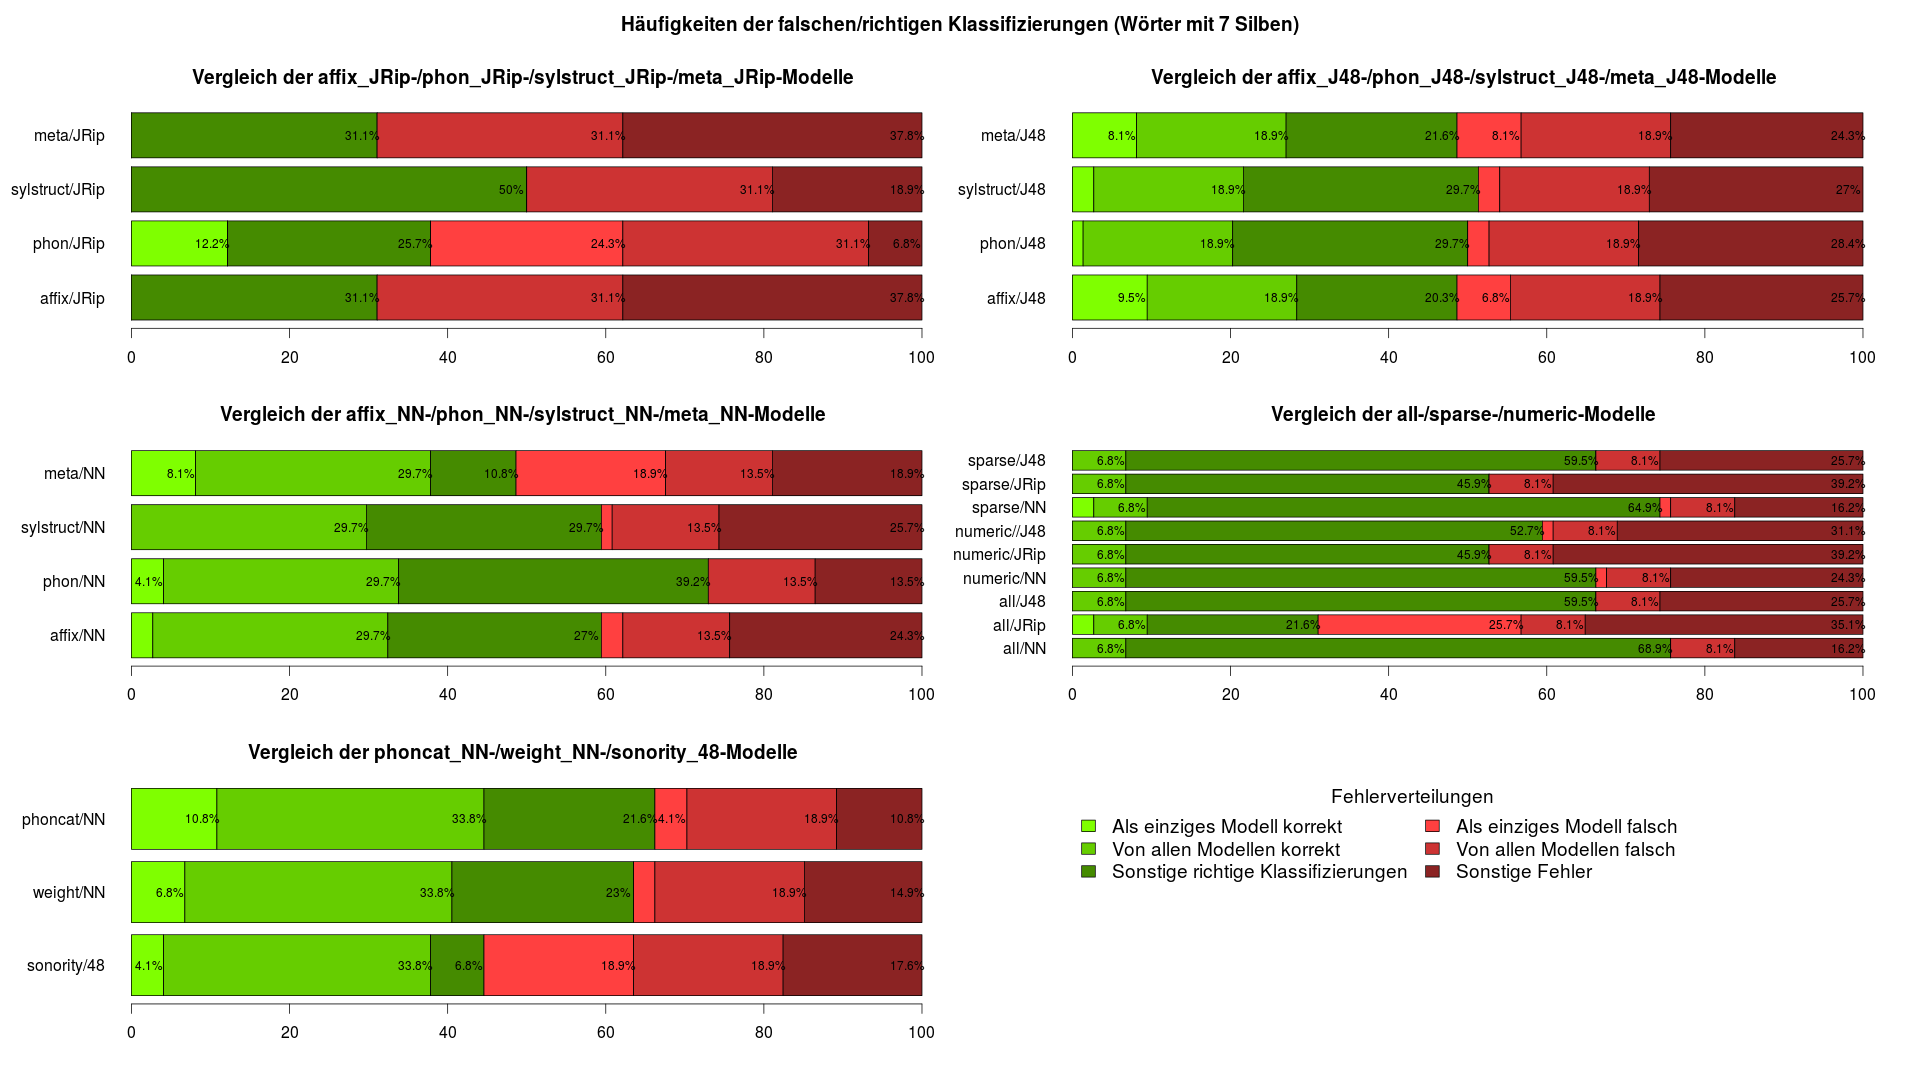 Häufigkeiten der falschen/richtigen Klassifizierungen (Wörter mit 7 Silben)
Vergleich der affix_JRip-/phon_JRip-/sylstruct_JRip-/meta_JRip-Modelle
meta/JRip 31.1% 31.1% 37.8%
sylstruct/JRip 50% 31.1% 18.9%
phon/JRip 12.2% 25.7% 24.3% 31.1% 6.8%
affix/JRip 31.1% 31.1% 37.8%
0 20 40 60 80 100
Vergleich der affix_J48-/phon_J48-/sylstruct_J48-/meta_J48-Modelle
meta/J48 8.1% 18.9% 21.6% 8.1% 18.9% 24.3%
sylstruct/J48 18.9% 29.7% 18.9% 27%
phon/J48 18.9% 29.7% 18.9% 28.4%
affix/J48 9.5% 18.9% 20.3% 6.8% 18.9% 25.7%
0 20 40 60 80 100
Vergleich der affix_NN-/phon_NN-/sylstruct_NN-/meta_NN-Modelle
meta/NN 8.1% 29.7% 10.8% 18.9% 13.5% 18.9%
sylstruct/NN 29.7% 29.7% 13.5% 25.7%
phon/NN 4.1% 29.7% 39.2% 13.5% 13.5%
affix/NN 29.7% 27% 13.5% 24.3%
0 20 40 60 80 100
Vergleich der all-/sparse-/numeric-Modelle
sparse/J48 6.8% 59.5% 8.1% 25.7%
sparse/JRip 6.8% 45.9% 8.1% 39.2%
sparse/NN 6.8% 64.9% 8.1% 16.2%
numeric//J48 6.8% 52.7% 8.1% 31.1%
numeric/JRip 6.8% 45.9% 8.1% 39.2%
numeric/NN 6.8% 59.5% 8.1% 24.3%
all/J48 6.8% 59.5% 8.1% 25.7%
all/JRip 6.8% 21.6% 25.7% 8.1% 35.1%
all/NN 6.8% 68.9% 8.1% 16.2%
0 20 40 60 80 100
Vergleich der phoncat_NN-/weight_NN-/sonority_48-Modelle
phoncat/NN 10.8% 33.8% 21.6% 4.1% 18.9% 10.8%
weight/NN 6.8% 33.8% 23% 18.9% 14.9%
sonority/48 4.1% 33.8% 6.8% 18.9% 18.9% 17.6%
0 20 40 60 80 100
Fehlerverteilungen
Als einziges Modell korrekt Als einziges Modell falsch
Von allen Modellen korrekt Von allen Modellen falsch
Sonstige richtige Klassifizierungen Sonstige Fehler